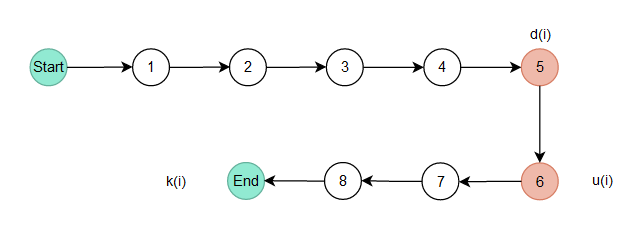 d(i)
Start 1 2 3 4 5
k(i) End 8 7 6 u(i)